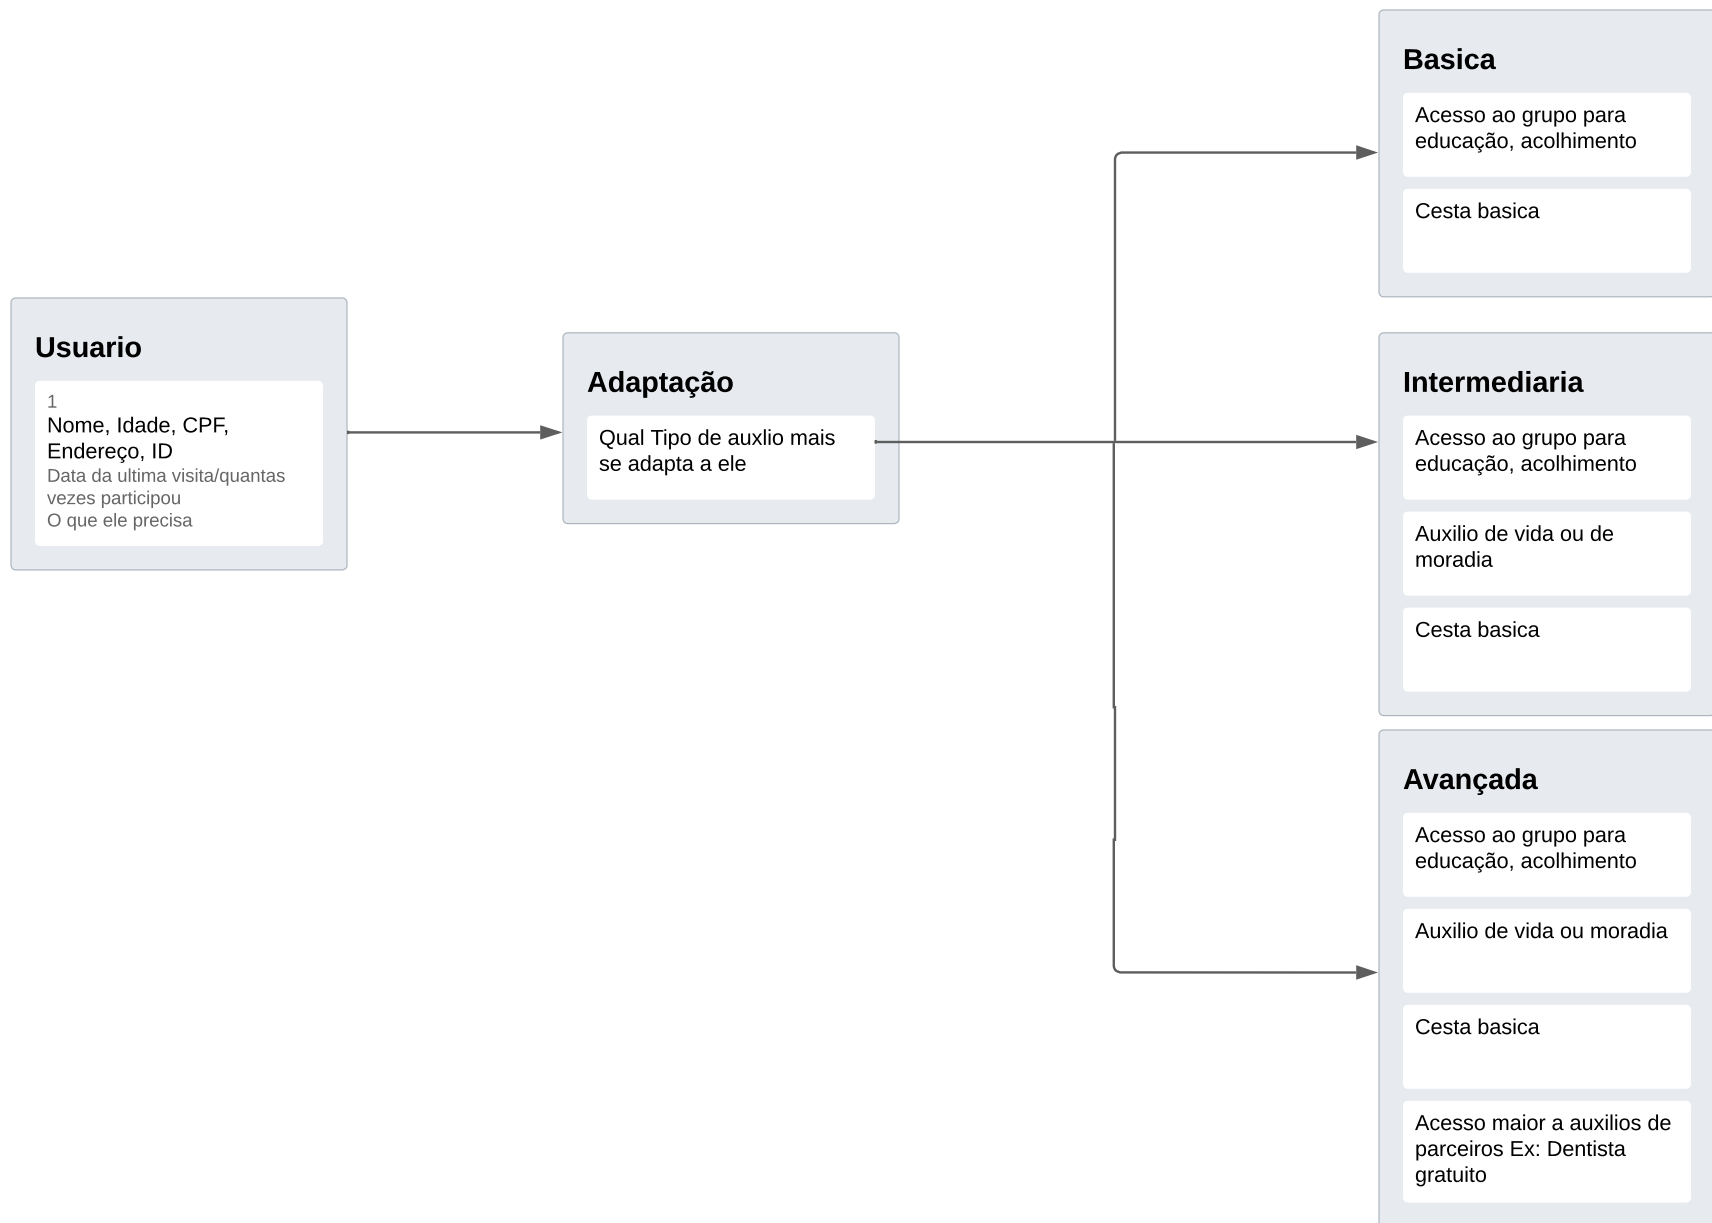 Usuario
1
Nome, Idade, CPF,
Endereço, ID
Data da ultima visita/quantas
vezes participou
O que ele precisa
Adaptação
Qual Tipo de auxlio mais
se adapta a ele
Basica
Acesso ao grupo para
educação, acolhimento
Cesta basica
Intermediaria
Acesso ao grupo para
educação, acolhimento
Auxilio de vida ou de
moradia
Cesta basica
Avançada
Acesso ao grupo para
educação, acolhimento
Auxilio de vida ou moradia
Cesta basica
Acesso maior a auxilios de
parceiros Ex: Dentista
gratuito